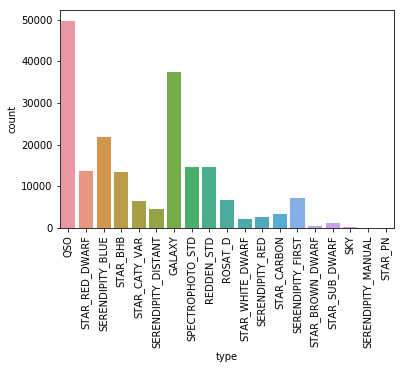 50000
40000
30000
20000
10000
0
count
QSO
STAR_RED_DWARF
SERENDIPITY_BLUE
STAR_BHB
STAR_CATY_VAR
SERENDIPITY_DISTANT
GALAXY
SPECTROPHOTO_STD
REDDEN_STD
ROSAT_D
STAR_WHITE_DWARF
SERENDIPITY_RED
STAR_CARBON
SERENDIPITY_FIRST
STAR_BROWN_DWARF
STAR_SUB_DWARF
SKY
SERENDIPITY_MANUAL
STAR_PN
type